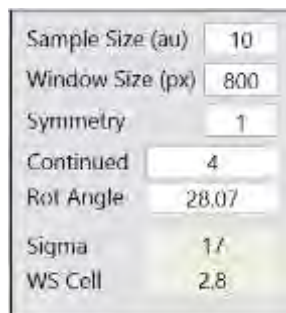 Sample Size (au) 10
Window Size (px) 800
Symmetry 1
Continued 4
Rot Angle 28.07
Sigma 17
WS Cell 2.8